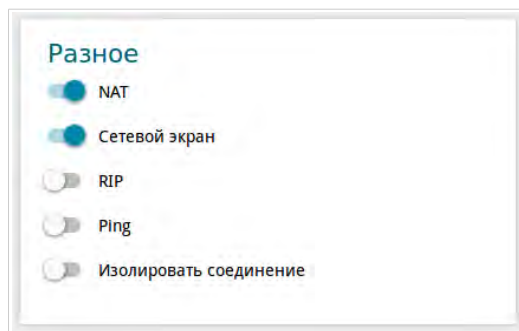 Разное
NAT
Сетевой экран
RIP
Ping
Изолировать соединение